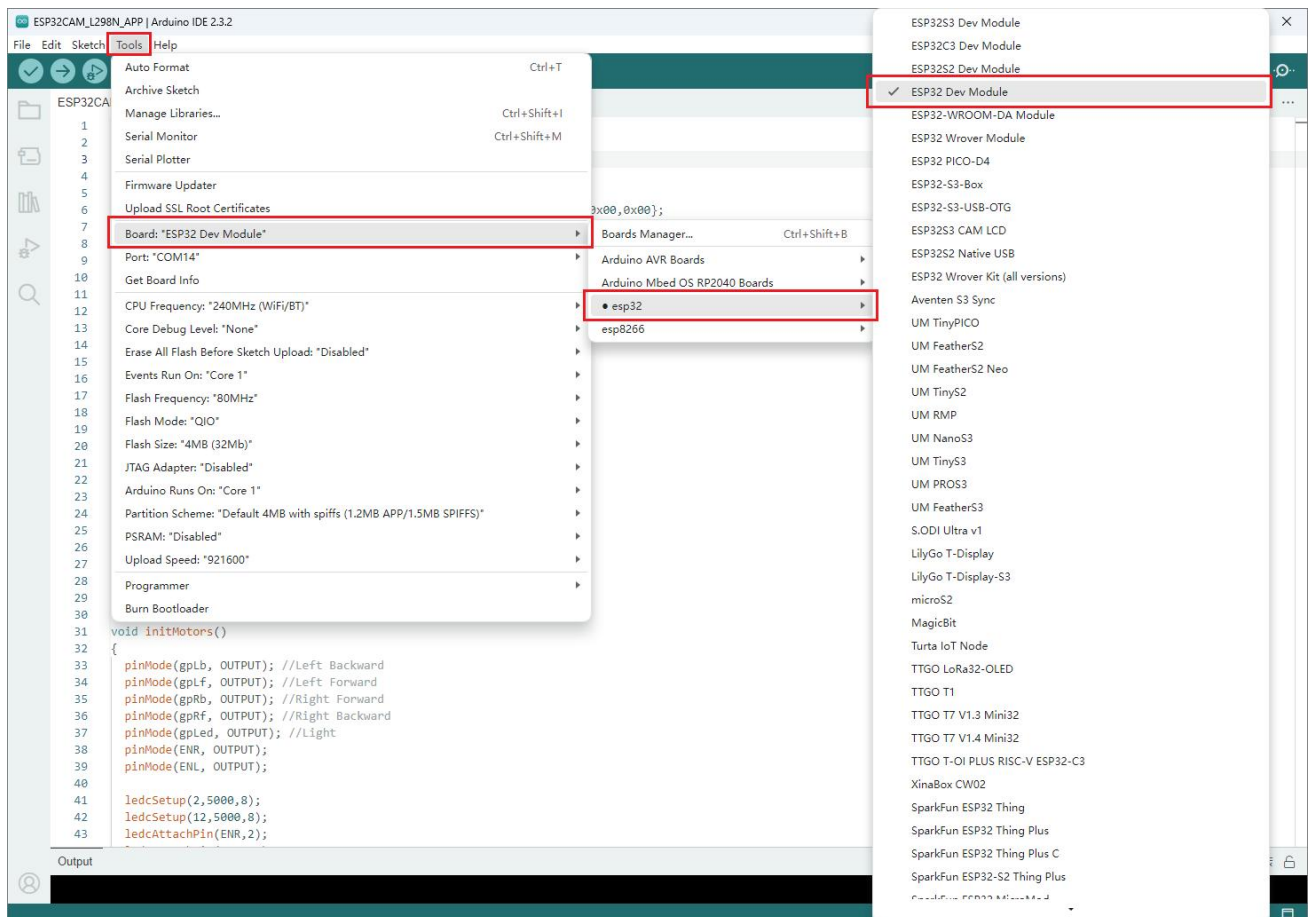 ESP32CAM_L298N_APP | Arduino IDE 2.3.2
File Edit Sketch Tools Help
Auto Format Ctrl+T
Archive Sketch
Manage Libraries... Ctrl+Shift+I
Serial Monitor Ctrl+Shift+M
Serial Plotter
Firmware Updater
Upload SSL Root Certificates
Board: "ESP32 Dev Module"
Port: "COM14"
Get Board Info
CPU Frequency: "240MHz (WiFi/BT)"
Core Debug Level: "None"
Erase All Flash Before Sketch Upload: "Disabled"
Events Run On: "Core 1"
Flash Frequency: "80MHz"
Flash Mode: "QIO"
Flash Size: "4MB (32Mb)"
JTAG Adapter: "Disabled"
Arduino Runs On: "Core 1"
Partition Scheme: "Default 4MB with spiffs (1.2MB APP/1.5MB SPIFFS)"
PSRAM: "Disabled"
Upload Speed: "921600"
Programmer
Burn Bootloader
Boards Manager... Ctrl+Shift+B
Arduino AVR Boards
Arduino Mbed OS RP2040 Boards
esp32
esp8266
ESP32S3 Dev Module
ESP32C3 Dev Module
ESP32S2 Dev Module
ESP32 Dev Module
ESP32-WROOM-DA Module
ESP32 Wrover Module
ESP32 PICO-D4
ESP32-S3-Box
ESP32-S3-USB-OTG
ESP32S3 CAM LCD
ESP32S2 Native USB
ESP32 Wrover Kit (all versions)
Aventen S3 Sync
UM TinyPICO
UM FeatherS2
UM FeatherS2 Neo
UM TinyS2
UM RMP
UM NanoS3
UM TinyS3
UM PROS3
UM FeatherS3
S.ODI Ultra v1
LilyGo T-Display
LilyGo T-Display-S3
microS2
MagicBit
Turta IoT Node
TTGO LoRa32-OLED
TTGO T1
TTGO T7 V1.3 Mini32
TTGO T7 V1.4 Mini32
TTGO T-OI PLUS RISC-V ESP32-C3
XinaBox CW02
SparkFun ESP32 Thing
SparkFun ESP32 Thing Plus
SparkFun ESP32 Thing Plus C
SparkFun ESP32-S2 Thing Plus
SparkFun ESP32 MicroMod
ESP32CA
1
2
3
4
5
6 0x00,0x00};
7
8
9
10
11
12
13
14
15
16
17
18
19
20
21
22
23
24
25
26
27
28
29
30
31 void initMotors()
32 {
33 pinMode(gpLb, OUTPUT); //Left Backward
34 pinMode(gpLf, OUTPUT); //Left Forward
35 pinMode(gpRb, OUTPUT); //Right Forward
36 pinMode(gpRf, OUTPUT); //Right Backward
37 pinMode(gpLed, OUTPUT); //Light
38 pinMode(ENR, OUTPUT);
39 pinMode(ENL, OUTPUT);
40
41 ledcSetup(2,5000,8);
42 ledcSetup(12,5000,8);
43 ledcAttachPin(ENR,2);
Output